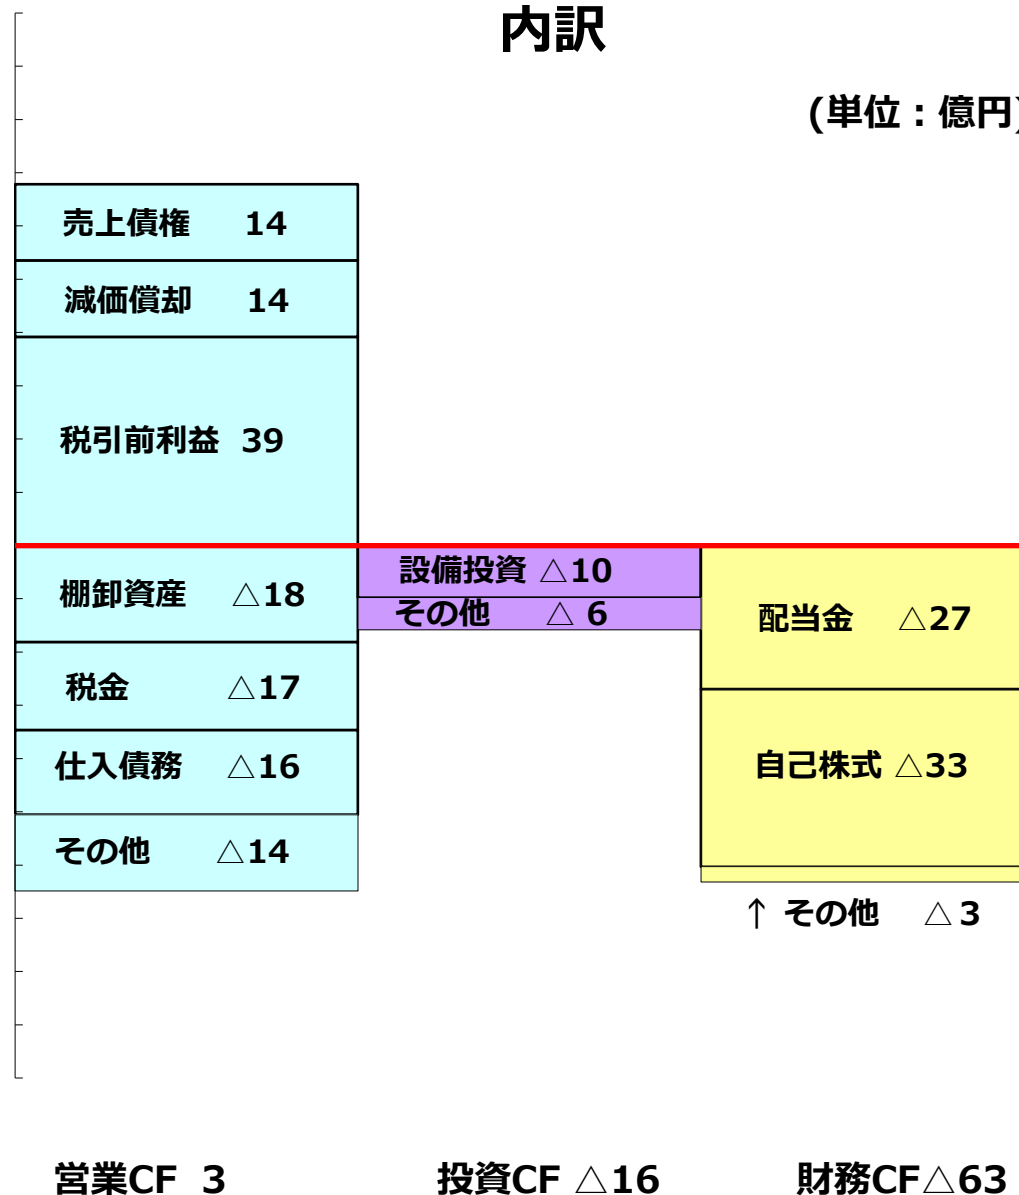 内訳
(単位：億円)
売上債権 14
減価償却 14
税引前利益 39
棚卸資産 △18
税金 △17
仕入債務 △16
その他 △14
設備投資 △10
その他 △ 6
配当金 △27
自己株式 △33
↑ その他 △ 3
営業CF 3
投資CF △16
財務CF△63